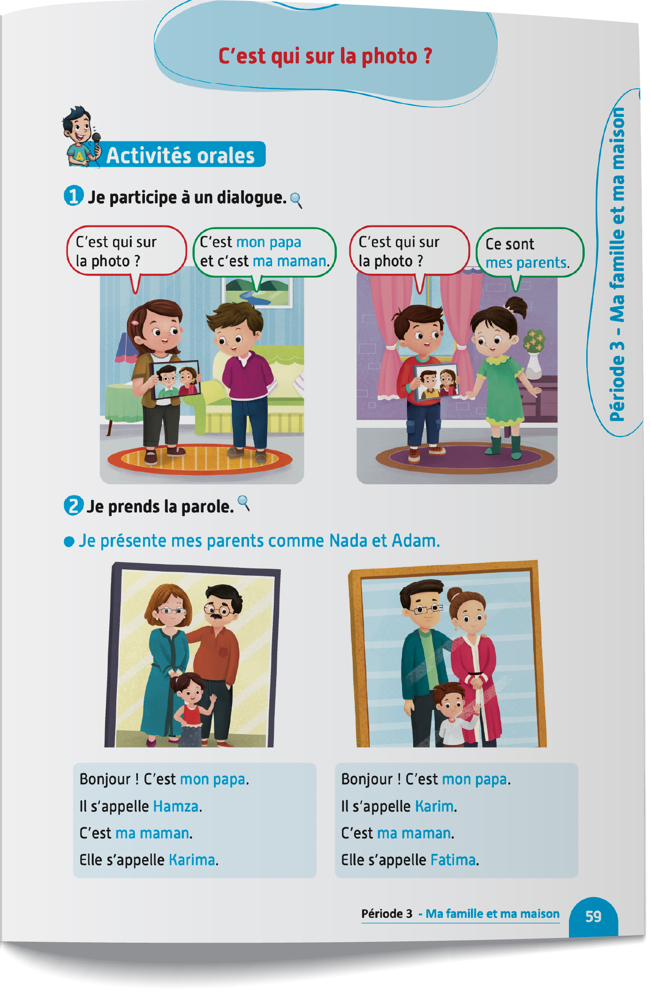 C'est qui sur la photo ?
A
Activités orales
1 Je participe à un dialogue.
C'est qui sur
la photo ?
C'est mon papa
et c'est ma maman.
C'est qui sur
la photo ?
Ce sont
mes parents.
2 Je prends la parole.
● Je présente mes parents comme Nada et Adam.
Bonjour ! C'est mon papa.
Il s'appelle Hamza.
C'est ma maman.
Elle s'appelle Karima.
Bonjour ! C'est mon papa.
Il s'appelle Karim.
C'est ma maman.
Elle s'appelle Fatima.
Période 3 - Ma famille et ma maison
Période 3 - Ma famille et ma maison
59